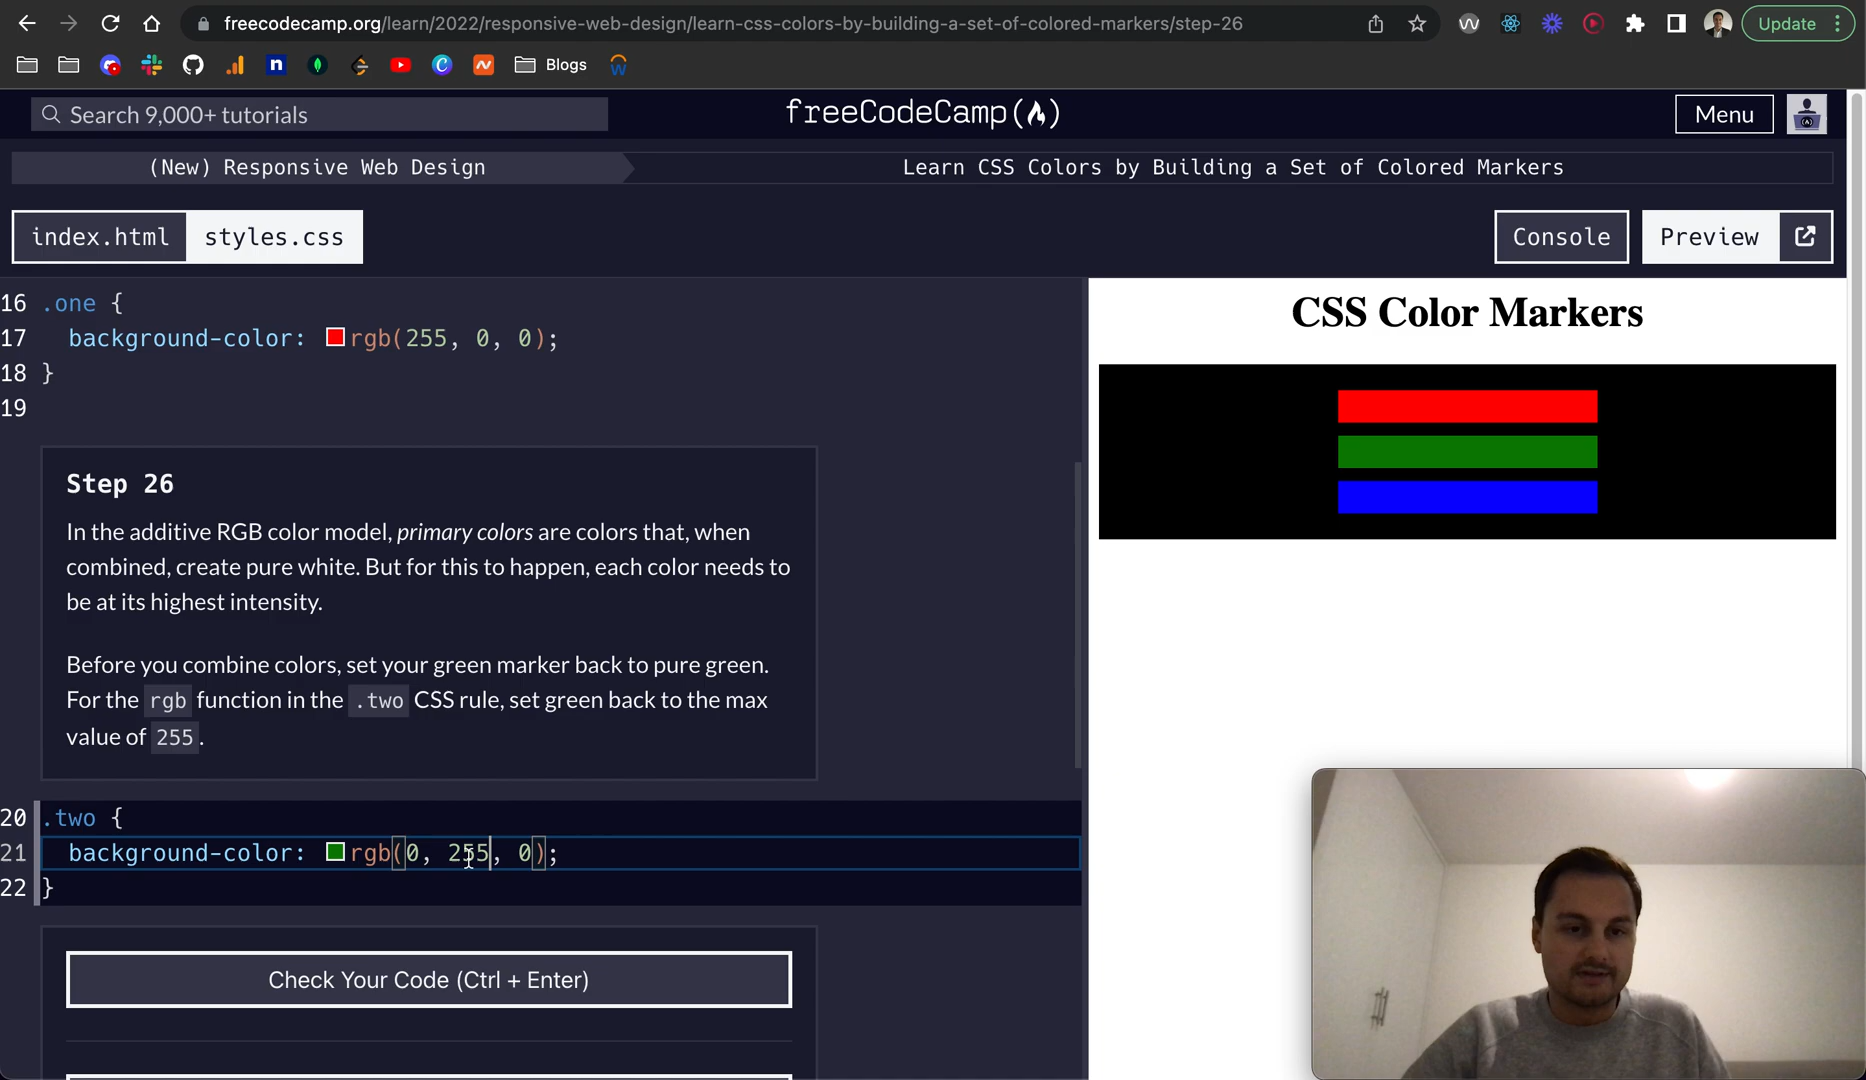 freecodecamp.org/learn/2022/responsive-web-design/learn-css-colors-by-building-a-set-of-colored-markers/step-26
Update
Blogs
Search 9,000+ tutorials
freeCodeCamp
Menu
(New) Responsive Web Design
Learn CSS Colors by Building a Set of Colored Markers
index.html
styles.css
Console
Preview
16 .one {
17 background-color: rgb(255, 0, 0);
18 }
19
CSS Color Markers
Step 26
In the additive RGB color model, primary colors are colors that, when
combined, create pure white. But for this to happen, each color needs to
be at its highest intensity.
Before you combine colors, set your green marker back to pure green.
For the rgb function in the .two CSS rule, set green back to the max
value of 255.
20 .two {
21 background-color: rgb(0, 255, 0);
22 }
Check Your Code (Ctrl + Enter)